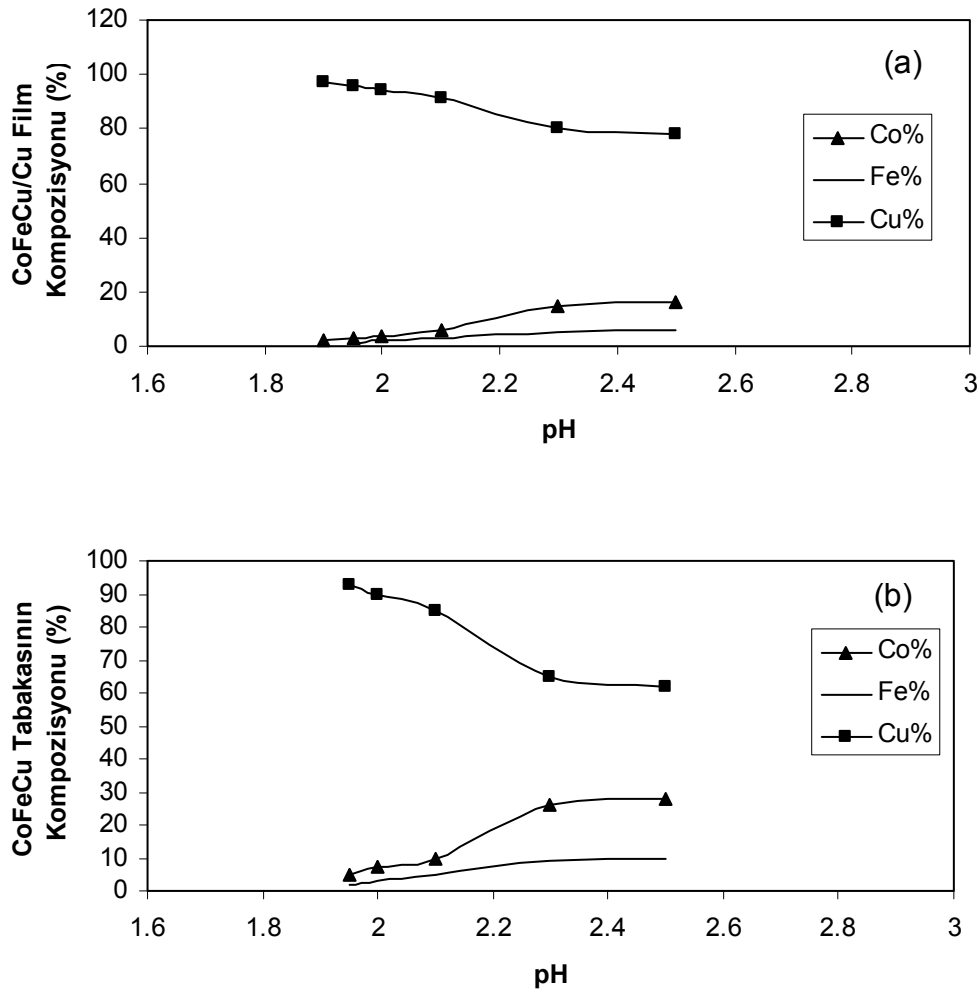 CoFeCu/Cu Film
Kompozisyonu (%)
120
100
80
60
40
20
0
(a)
Co%
Fe%
Cu%
1.6
1.8
2
2.2
2.4
2.6
2.8
3
pH
CoFeCu Tabakasının
Kompozisyonu (%)
100
90
80
70
60
50
40
30
20
10
0
(b)
Co%
Fe%
Cu%
1.6
1.8
2
2.2
2.4
2.6
2.8
3
pH